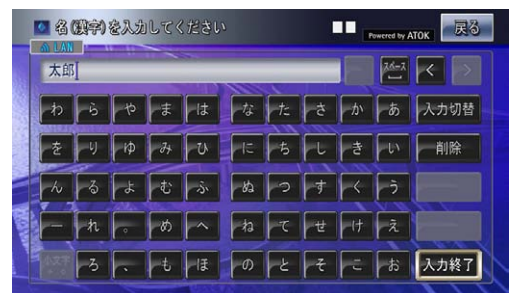 名(漢字)を入力してください Powered by ATOK 戻る
LAN
太郎 スペース < >
わ ら や ま は な た さ か あ 入力切替
を り ゆ み ひ に ち し き い 削除
ん る よ む ふ ぬ つ す く う
ー れ 。 め へ ね て せ け え
小文字 ろ 、 も ほ の と そ こ お 入力終了